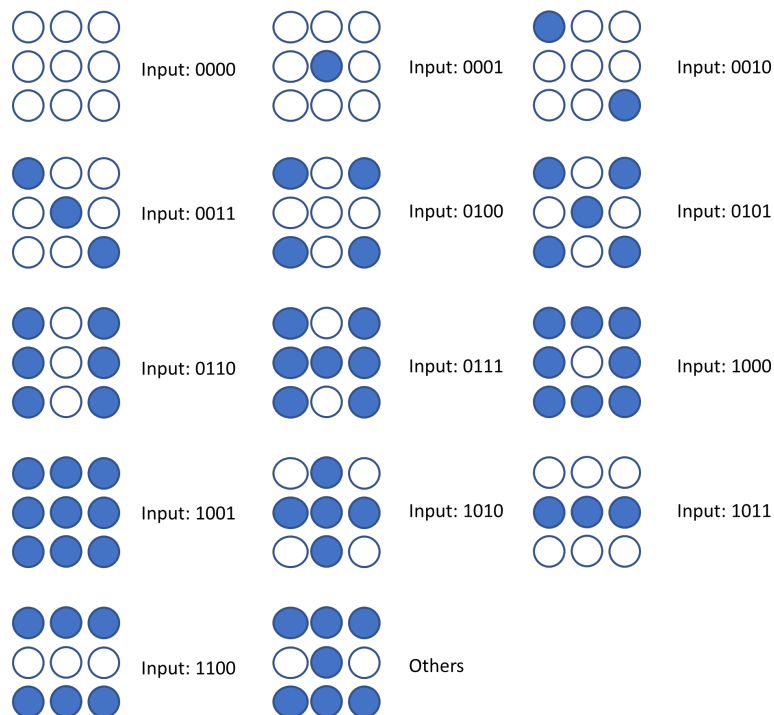 Input: 0000
Input: 0001
Input: 0010
Input: 0011
Input: 0100
Input: 0101
Input: 0110
Input: 0111
Input: 1000
Input: 1001
Input: 1010
Input: 1011
Input: 1100
Others